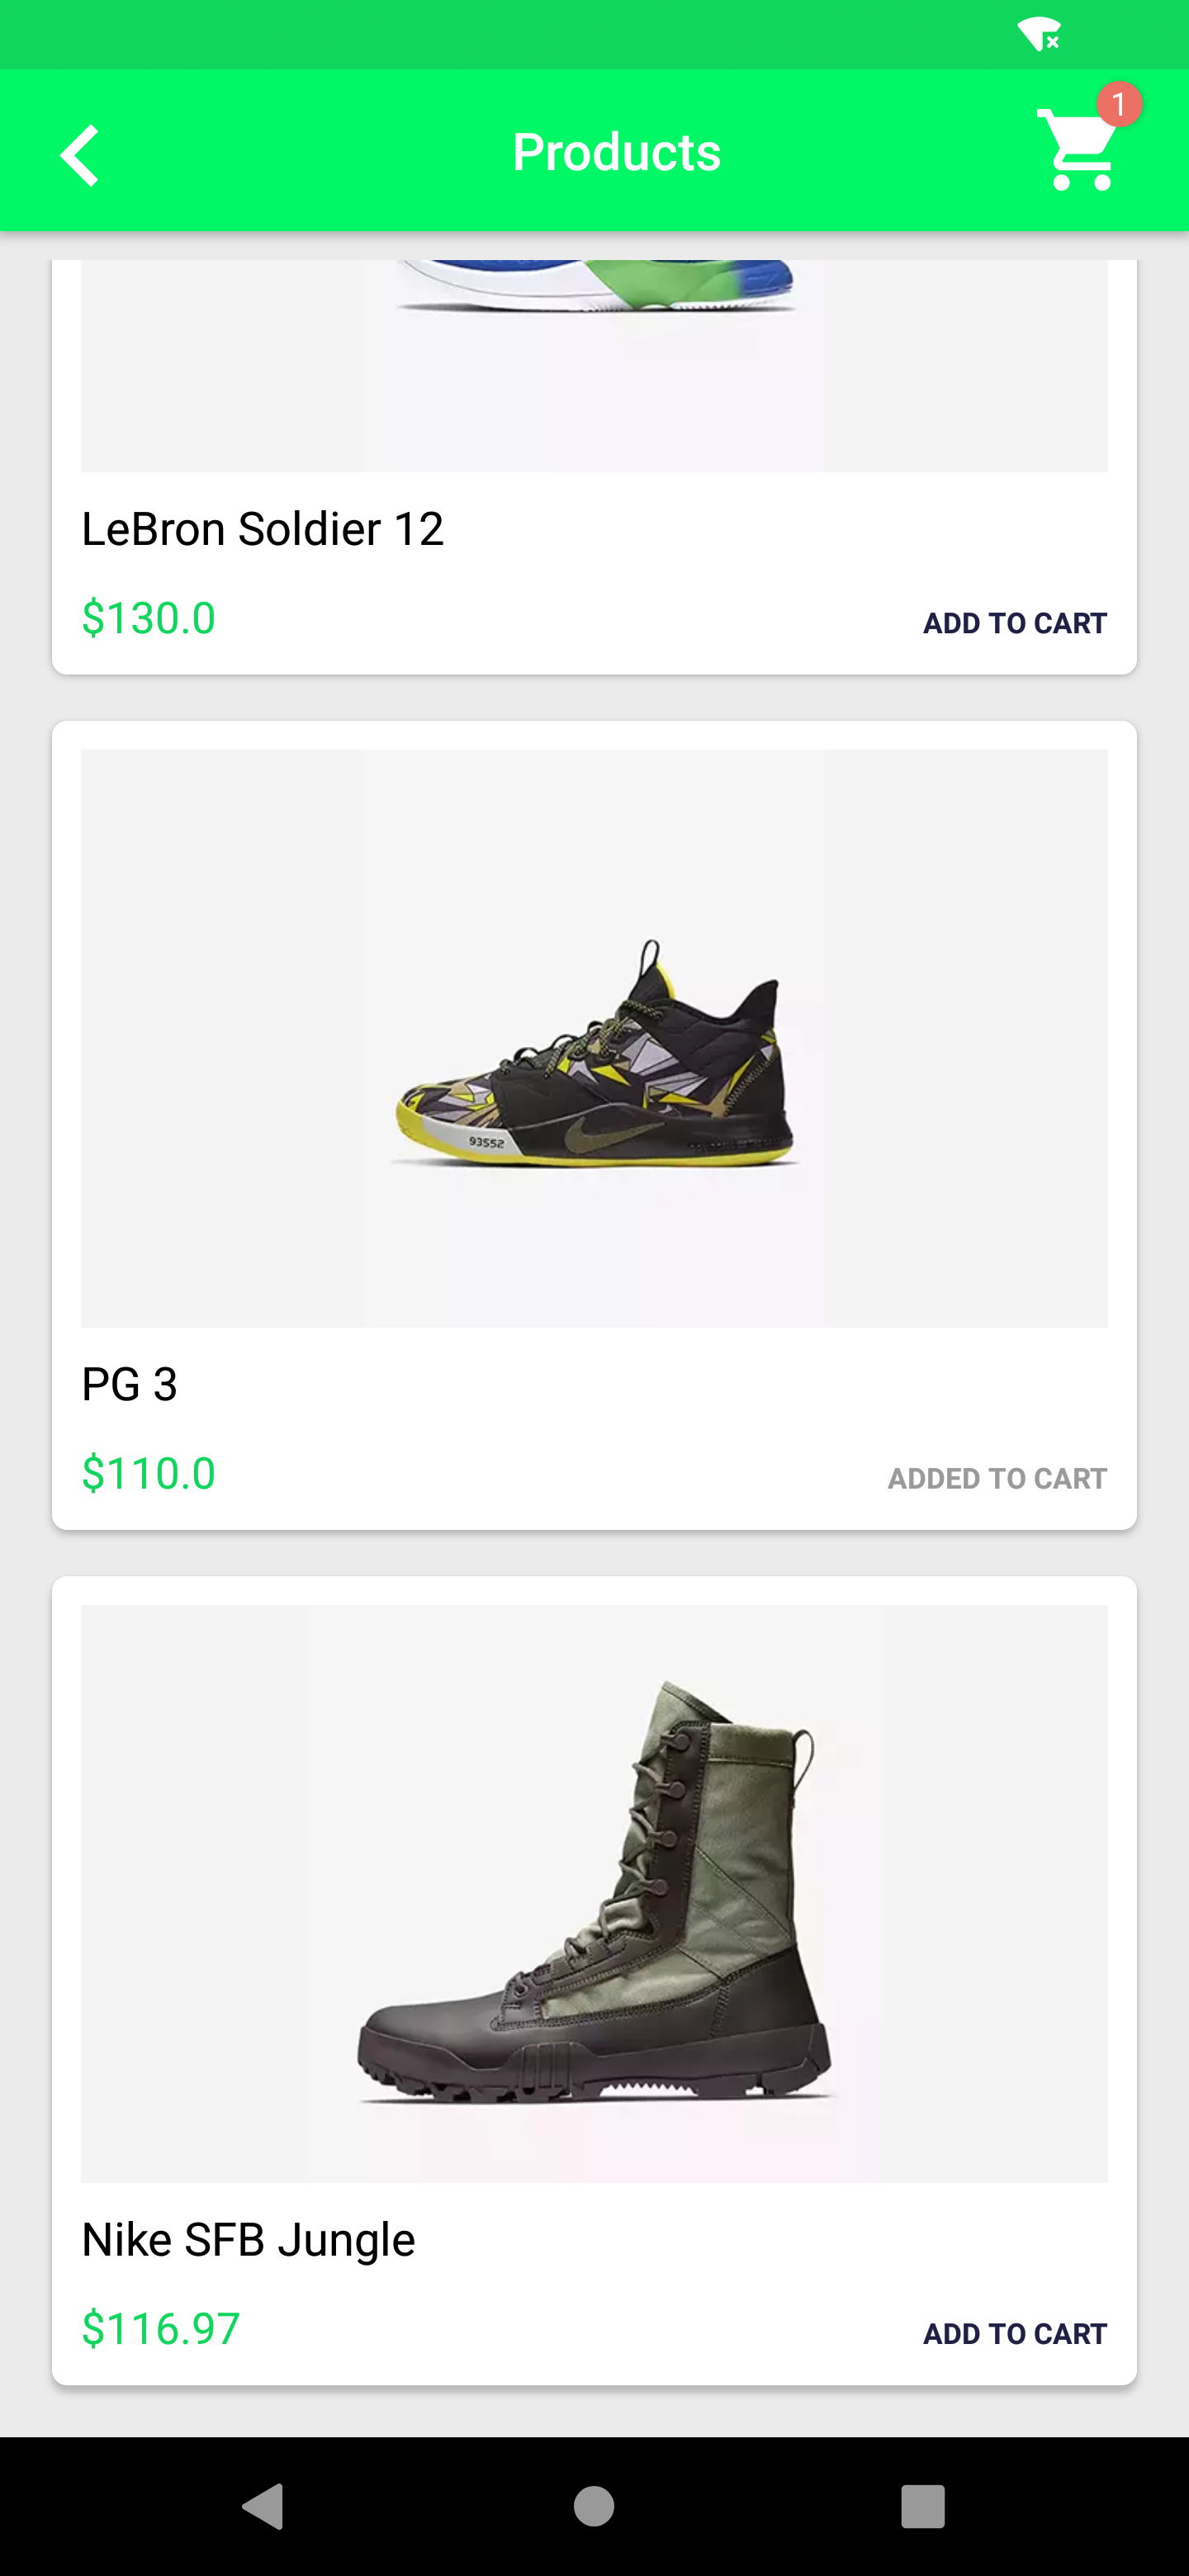 1
Products
LeBron Soldier 12
$130.0
ADD TO CART
93552
PG 3
$110.0
ADDED TO CART
Nike SFB Jungle
$116.97
ADD TO CART